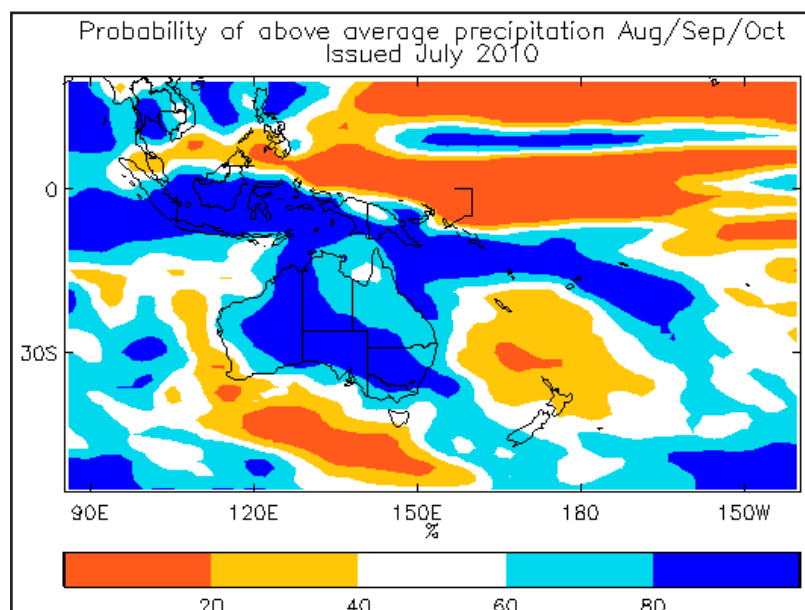 Probability of above average precipitation Aug/Sep/Oct
Issued July 2010
0
30S
90E 120E 150E 180 150W
%
20 40 60 80